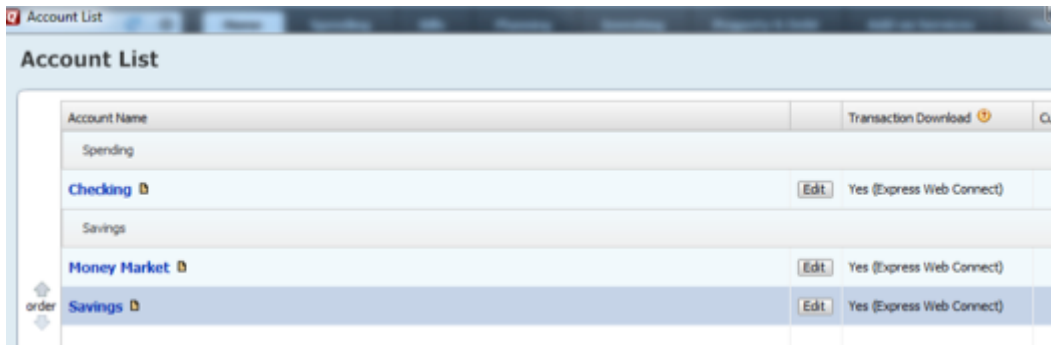 Account List
Account List
Account Name Transaction Download
Spending
Checking Edit Yes (Express Web Connect)
Savings
Money Market Edit Yes (Express Web Connect)
order Savings Edit Yes (Express Web Connect)